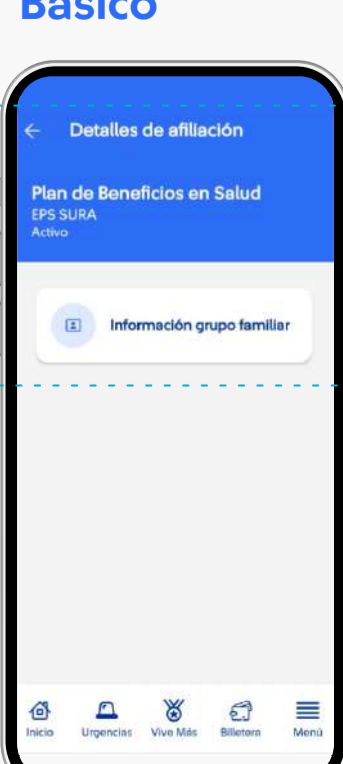 Básico
Detalles de afiliación
Plan de Beneficios en Salud
EPS SURA
Activo
Información grupo familiar
Inicio Urgencias Vive Más Billetera Menú